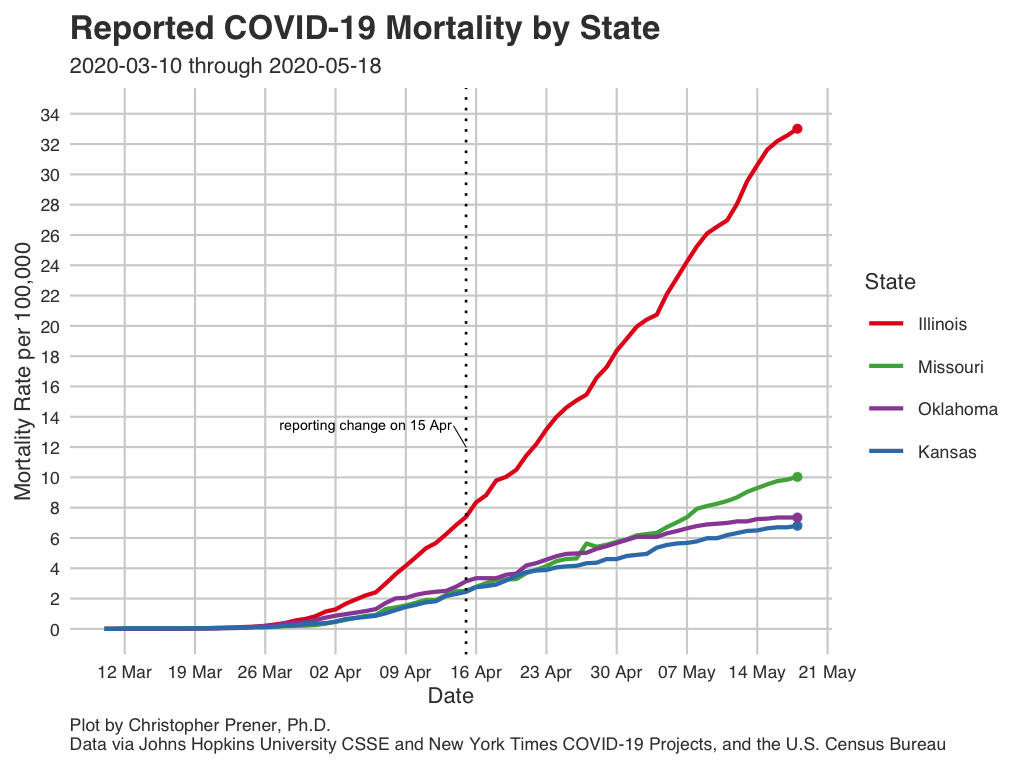 Reported COVID-19 Mortality by State
2020-03-10 through 2020-05-18
Mortality Rate per 100,000
34
32
30
28
26
24
22
20
18
16
14
12
10
8
6
4
2
0
reporting change on 15 Apr
12 Mar 19 Mar 26 Mar 02 Apr 09 Apr 16 Apr 23 Apr 30 Apr 07 May 14 May 21 May
Date
State
Illinois
Missouri
Oklahoma
Kansas
Plot by Christopher Prener, Ph.D.
Data via Johns Hopkins University CSSE and New York Times COVID-19 Projects, and the U.S. Census Bureau